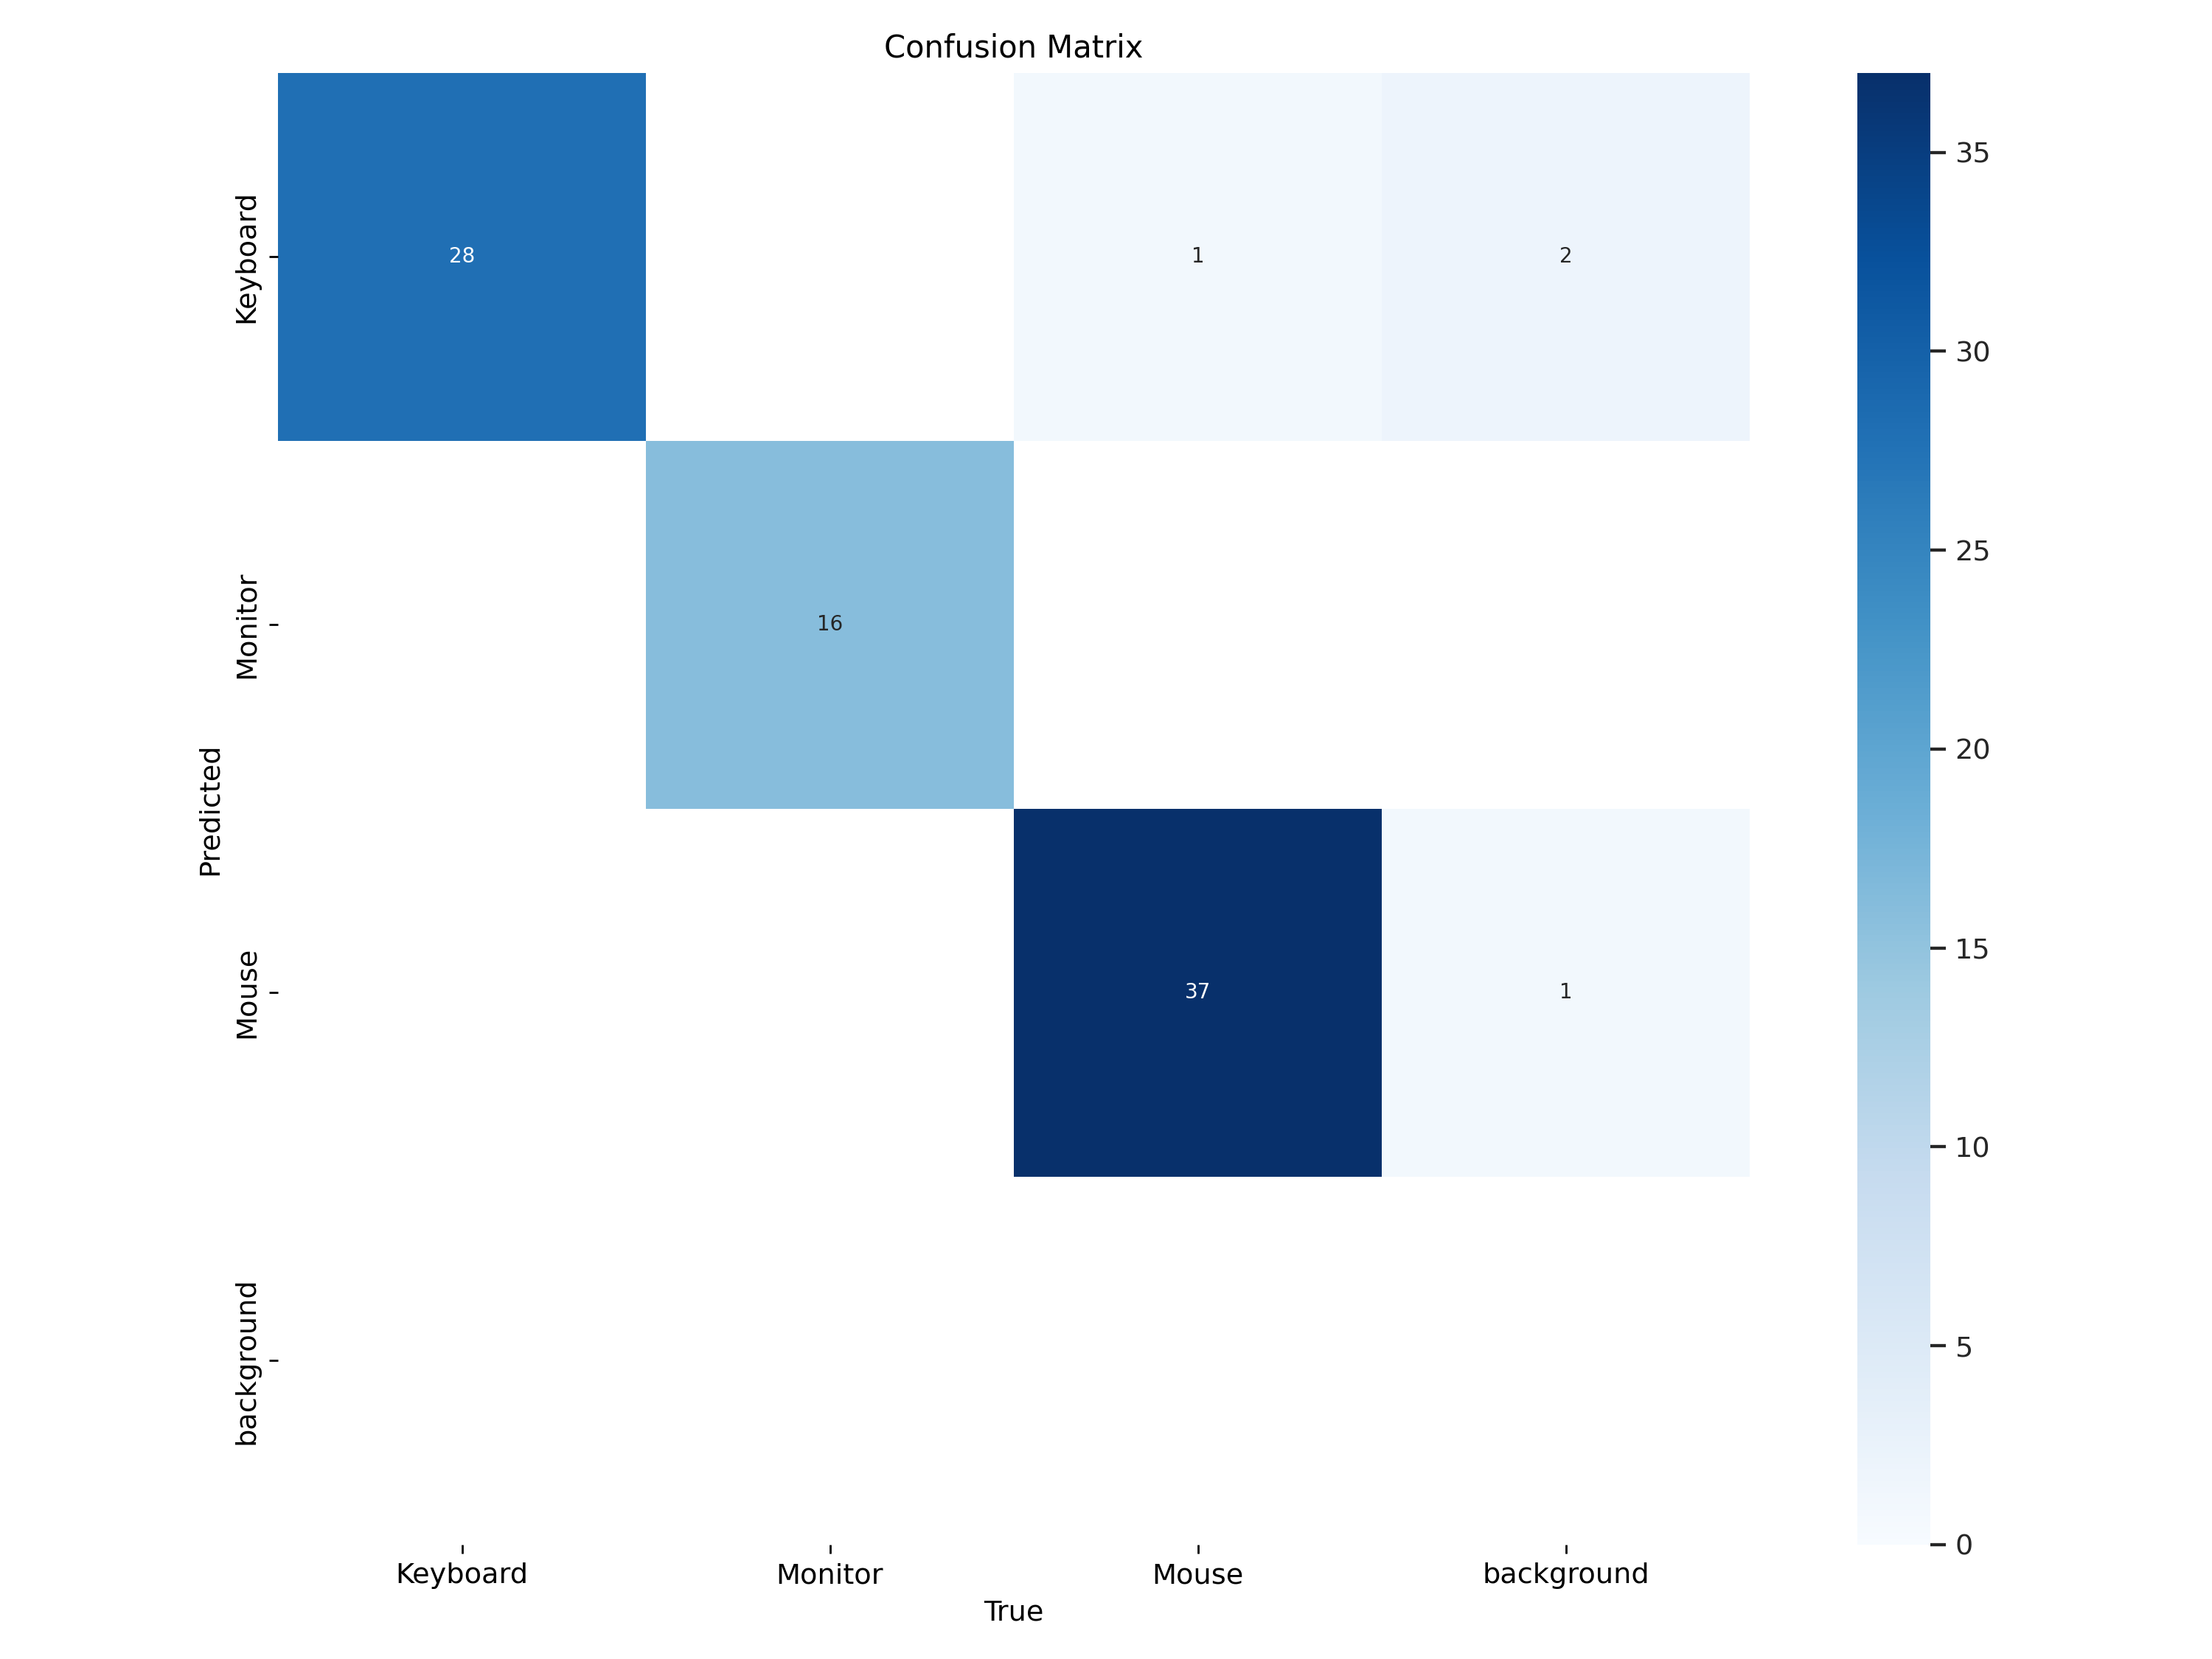 Confusion Matrix
Keyboard
28
1
2
Monitor
16
Mouse
37
1
background
Predicted
Keyboard
Monitor
Mouse
background
True
35
30
25
20
15
10
5
0